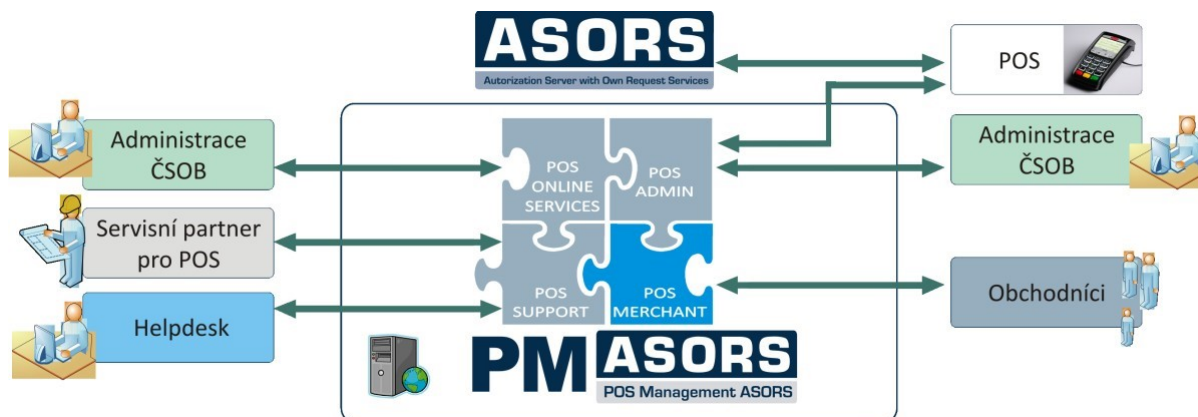 ASORS
Autorization Server with Own Request Services
POS
Administrace
ČSOB
Servisní partner
pro POS
Helpdesk
POS
ONLINE
SERVICES
POS
ADMIN
POS
SUPPORT
POS
MERCHANT
Administrace
ČSOB
Obchodníci
PM ASORS
POS Management ASORS